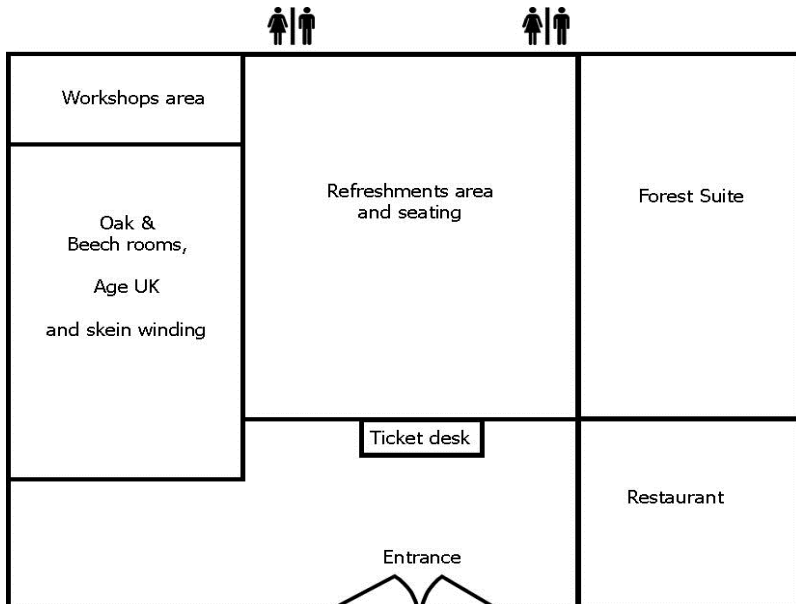 Workshops area
Refreshments area
and seating
Forest Suite
Oak &
Beech rooms,
Age UK
and skein winding
Ticket desk
Restaurant
Entrance